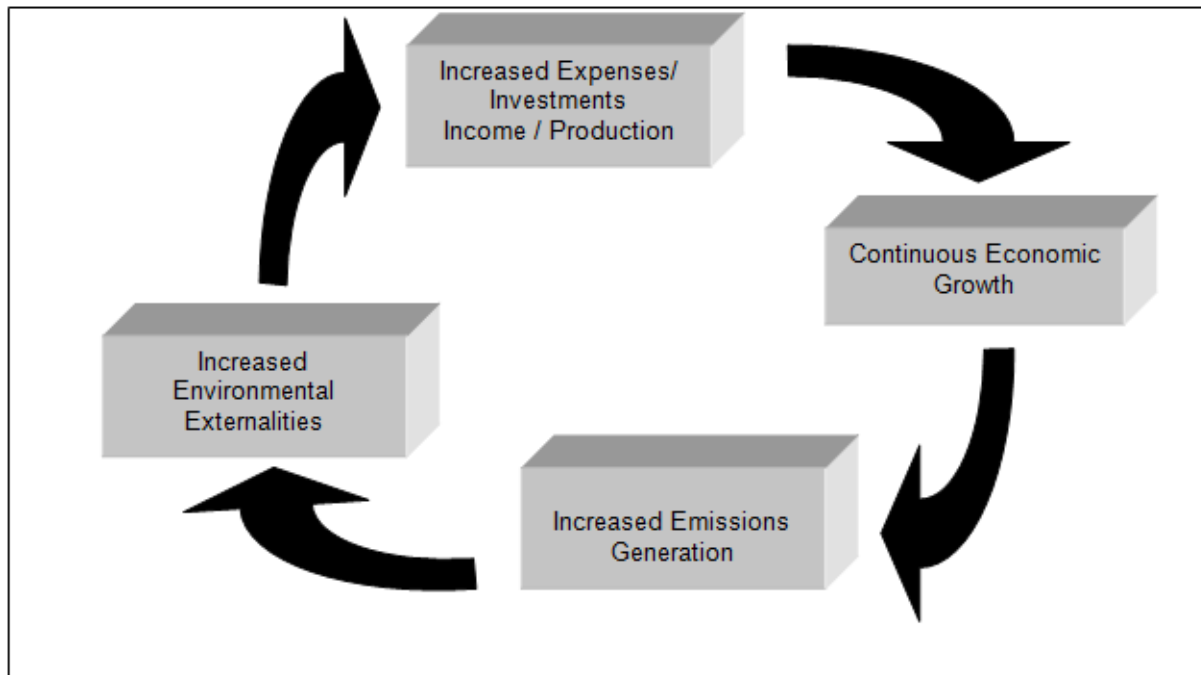 Increased Expenses/
Investments
Income / Production
Continuous Economic
Growth
Increased
Environmental
Externalities
Increased Emissions
Generation